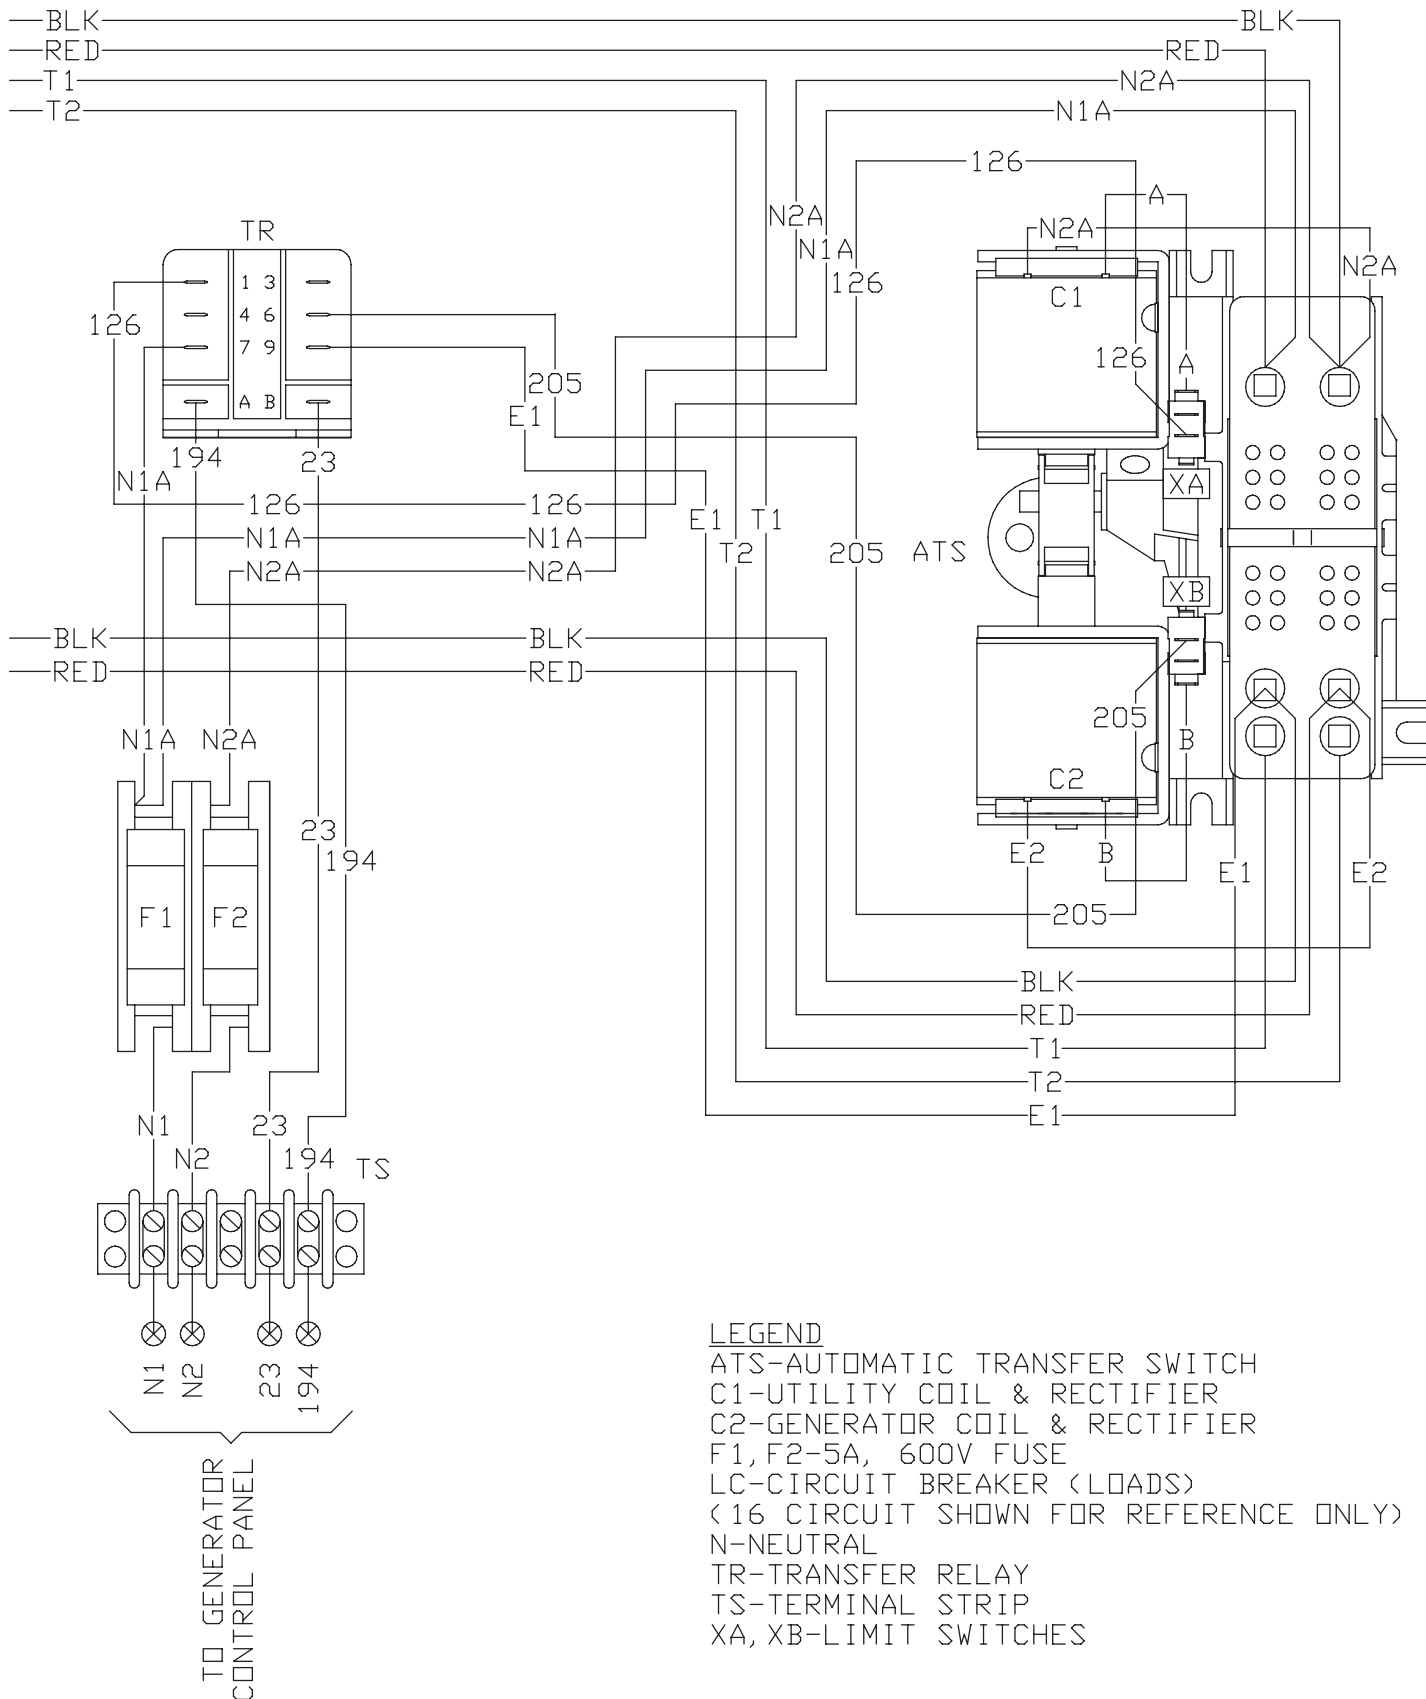 BLK BLK
RED RED
T1 N2A
T2 N1A
126
A
N2A N2A
TR N1A N2A
126
1 3 C1
126 4 6
7 9 126 A
205
A B E1
194 23
N1A XA
126 126
E1 T1
N1A N1A
T2 205 ATS
N2A N2A
XB
BLK BLK
RED RED
205
N1A N2A B
C2
23
194 E2 B E1 E2
F1 F2 205
BLK
RED
T1
T2
N1 23 E1
N2 194 TS
N1 N2 23 194
TO GENERATOR
CONTROL PANEL
LEGEND
ATS-AUTOMATIC TRANSFER SWITCH
C1-UTILITY COIL & RECTIFIER
C2-GENERATOR COIL & RECTIFIER
F1,F2-5A, 600V FUSE
LC-CIRCUIT BREAKER (LOADS)
(16 CIRCUIT SHOWN FOR REFERENCE ONLY)
N-NEUTRAL
TR-TRANSFER RELAY
TS-TERMINAL STRIP
XA,XB-LIMIT SWITCHES